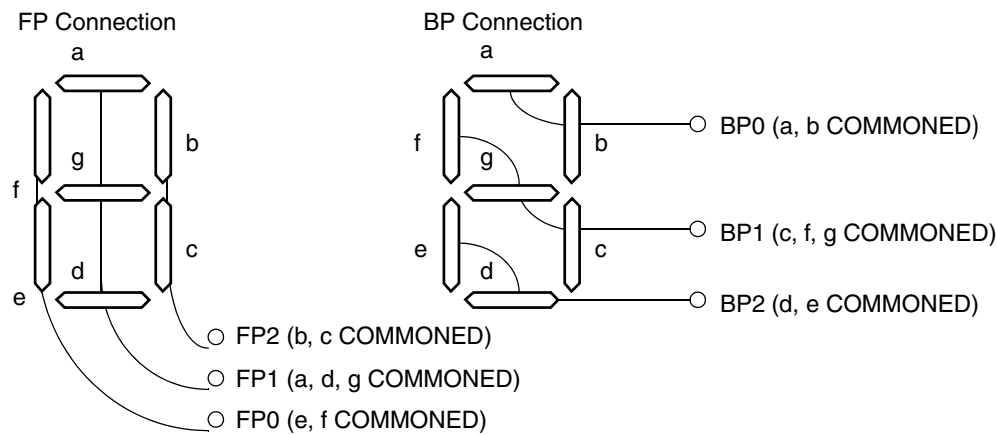 FP Connection
a
b
g
f
c
d
e
FP2 (b, c COMMONED)
FP1 (a, d, g COMMONED)
FP0 (e, f COMMONED)
BP Connection
a
BP0 (a, b COMMONED)
f
b
g
BP1 (c, f, g COMMONED)
e
c
d
BP2 (d, e COMMONED)